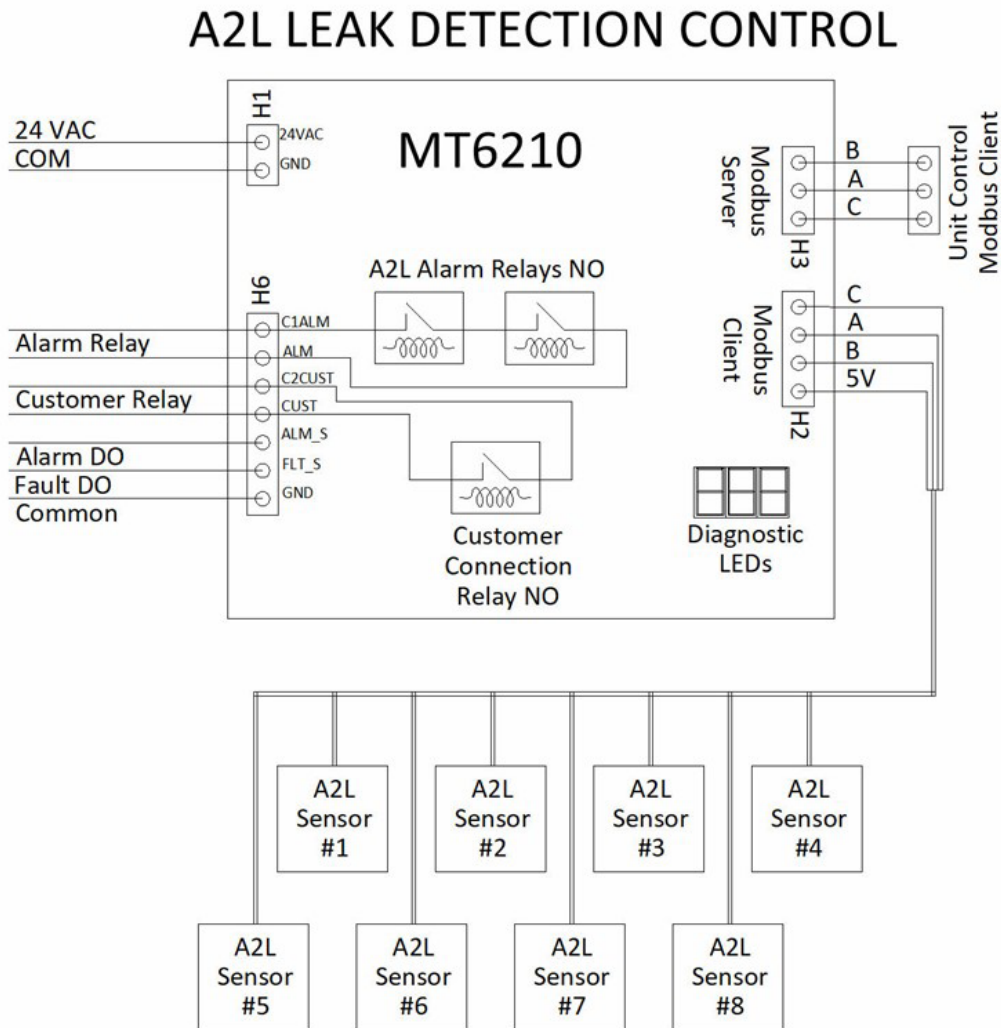 A2L LEAK DETECTION CONTROL
H1
24 VAC
COM
24VAC
GND
MT6210
Modbus
Server
H3
B
A
C
Unit Control
Modbus Client
A2L Alarm Relays NO
H6
C1ALM
Alarm Relay
ALM
C2CUST
Customer Relay
CUST
ALM_S
Alarm DO
FLT_S
Fault DO
GND
Common
Customer
Connection
Relay NO
Modbus
Client
H2
C
A
B
5V
Diagnostic
LEDs
A2L
Sensor
#1
A2L
Sensor
#2
A2L
Sensor
#3
A2L
Sensor
#4
A2L
Sensor
#5
A2L
Sensor
#6
A2L
Sensor
#7
A2L
Sensor
#8